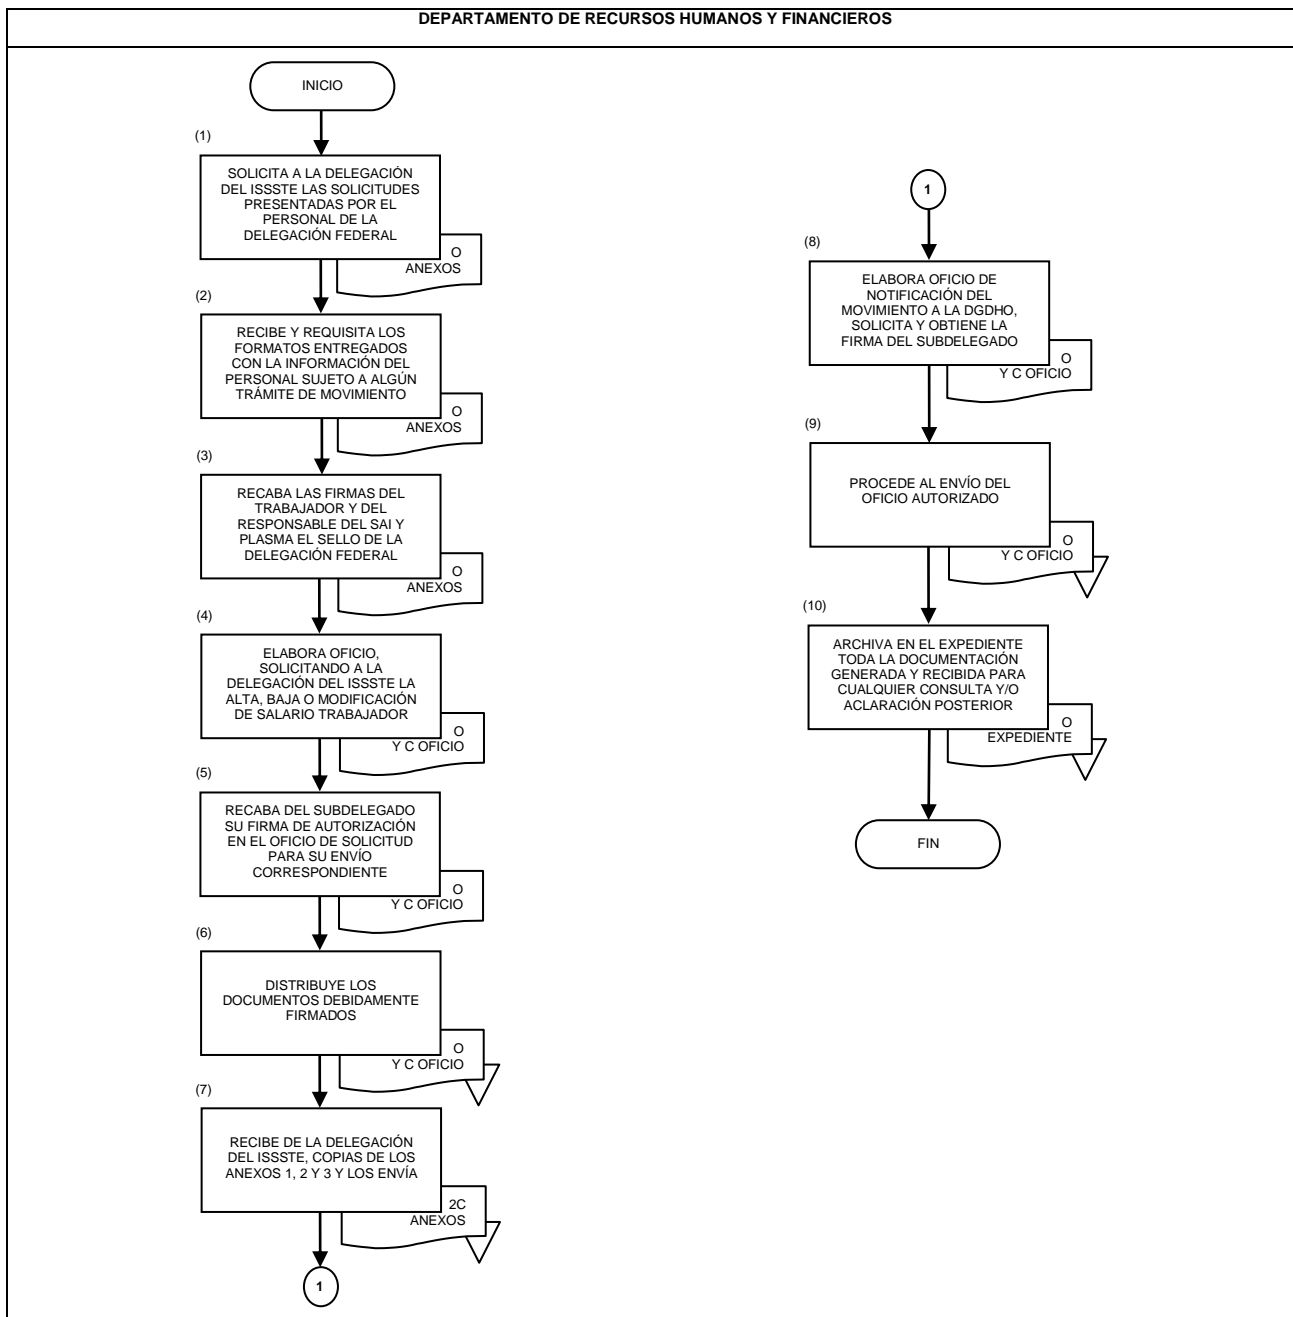 DEPARTAMENTO DE RECURSOS HUMANOS Y FINANCIEROS
INICIO
(1)
SOLICITA A LA DELEGACIÓN
DEL ISSSTE LAS SOLICITUDES
PRESENTADAS POR EL
PERSONAL DE LA
DELEGACIÓN FEDERAL
O
ANEXOS
(2)
RECIBE Y REQUISITA LOS
FORMATOS ENTREGADOS
CON LA INFORMACIÓN DEL
PERSONAL SUJETO A ALGÚN
TRÁMITE DE MOVIMIENTO
O
ANEXOS
(3)
RECABA LAS FIRMAS DEL
TRABAJADOR Y DEL
RESPONSABLE DEL SAI Y
PLASMA EL SELLO DE LA
DELEGACIÓN FEDERAL
O
ANEXOS
(4)
ELABORA OFICIO,
SOLICITANDO A LA
DELEGACIÓN DEL ISSSTE LA
ALTA, BAJA O MODIFICACIÓN
DE SALARIO TRABAJADOR
O
Y C OFICIO
(5)
RECABA DEL SUBDELEGADO
SU FIRMA DE AUTORIZACIÓN
EN EL OFICIO DE SOLICITUD
PARA SU ENVÍO
CORRESPONDIENTE
O
Y C OFICIO
(6)
DISTRIBUYE LOS
DOCUMENTOS DEBIDAMENTE
FIRMADOS
O
Y C OFICIO
(7)
RECIBE DE LA DELEGACIÓN
DEL ISSSTE, COPIAS DE LOS
ANEXOS 1, 2 Y 3 Y LOS ENVÍA
2C
ANEXOS
1
1
(8)
ELABORA OFICIO DE
NOTIFICACIÓN DEL
MOVIMIENTO A LA DGDHO,
SOLICITA Y OBTIENE LA
FIRMA DEL SUBDELEGADO
O
Y C OFICIO
(9)
PROCEDE AL ENVÍO DEL
OFICIO AUTORIZADO
O
Y C OFICIO
(10)
ARCHIVA EN EL EXPEDIENTE
TODA LA DOCUMENTACIÓN
GENERADA Y RECIBIDA PARA
CUALQUIER CONSULTA Y/O
ACLARACIÓN POSTERIOR
O
EXPEDIENTE
FIN